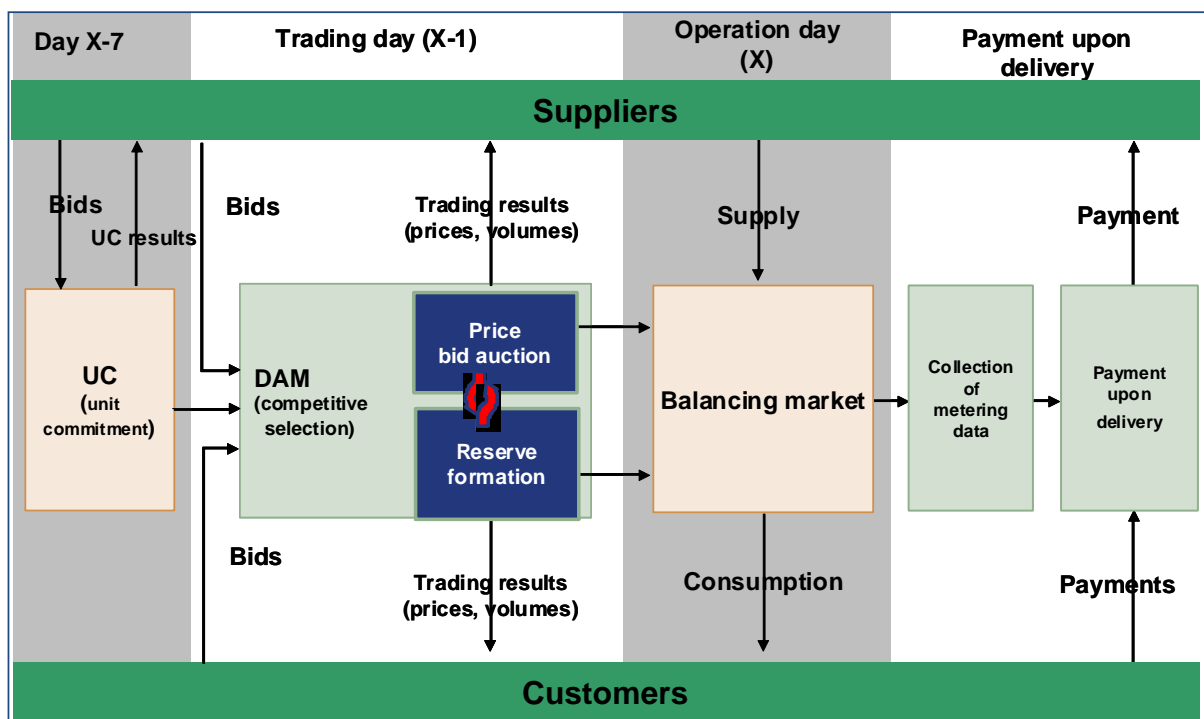 Day X-7
Trading day (X-1)
Operation day
(X)
Payment upon
delivery
Suppliers
Bids
UC results
Bids
Trading results
(prices, volumes)
Supply
Payment
UC
(unit
commitment)
DAM
(competitive
selection)
Price
bid auction
Reserve
formation
Balancing market
Collection
of
metering
data
Payment
upon
delivery
Bids
Trading results
(prices, volumes)
Consumption
Payments
Customers